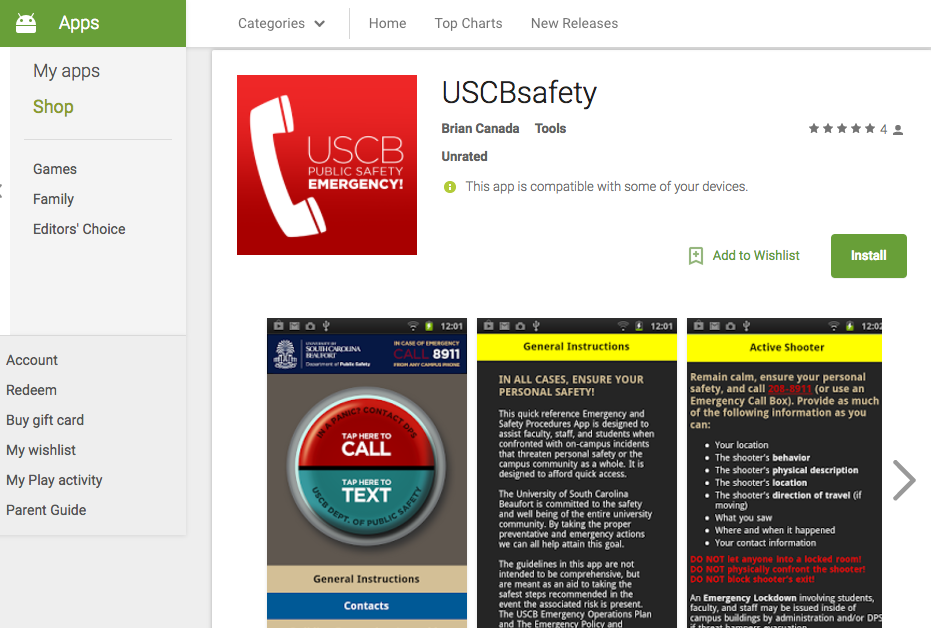 Apps
Categories
Home
Top Charts
New Releases
My apps
Shop
Games
Family
Editors' Choice
Account
Redeem
Buy gift card
My wishlist
My Play activity
Parent Guide
USCB
PUBLIC SAFETY
EMERGENCY!
USCBsafety
Brian Canada Tools
4
Unrated
This app is compatible with some of your devices.
Add to Wishlist
Install
12:01
UNIVERSITY OF
SOUTH CAROLINA
BEAUFORT
Department of Public Safety
IN CASE OF EMERGENCY
CALL 8911
FROM ANY CAMPUS PHONE
IN A PANIC? CONTACT DPS
TAP HERE TO
CALL
TAP HERE TO
TEXT
USCB DEPT. OF PUBLIC SAFETY
General Instructions
Contacts
12:01
General Instructions
IN ALL CASES, ENSURE YOUR
PERSONAL SAFETY!
This quick reference Emergency and
Safety Procedures App is designed to
assist faculty, staff, and students when
confronted with on-campus incidents
that threaten personal safety or the
campus community as a whole. It is
designed to afford quick access.
The University of South Carolina
Beaufort is committed to the safety
and well being of the entire university
community. By taking the proper
preventative and emergency actions
we can all help attain this goal.
The guidelines in this app are not
intended to be comprehensive, but
are meant as an aid to taking the
safest steps recommended in the
event the associated risk is present.
The USCB Emergency Operations Plan
and The Emergency Policy and
12:02
Active Shooter
Remain calm, ensure your personal
safety, and call 208-8911 (or use an
Emergency Call Box). Provide as much
of the following information as you
can:
Your location
The shooter's behavior
The shooter's physical description
The shooter's location
The shooter's direction of travel (if
moving)
What you saw
Where and when it happened
Your contact information
DO NOT let anyone into a locked room!
DO NOT physically confront the shooter!
DO NOT block shooter's exit!
An Emergency Lockdown involving students,
faculty, and staff may be issued inside of
campus buildings by administration and/or DPS
if threat hampers evacuation